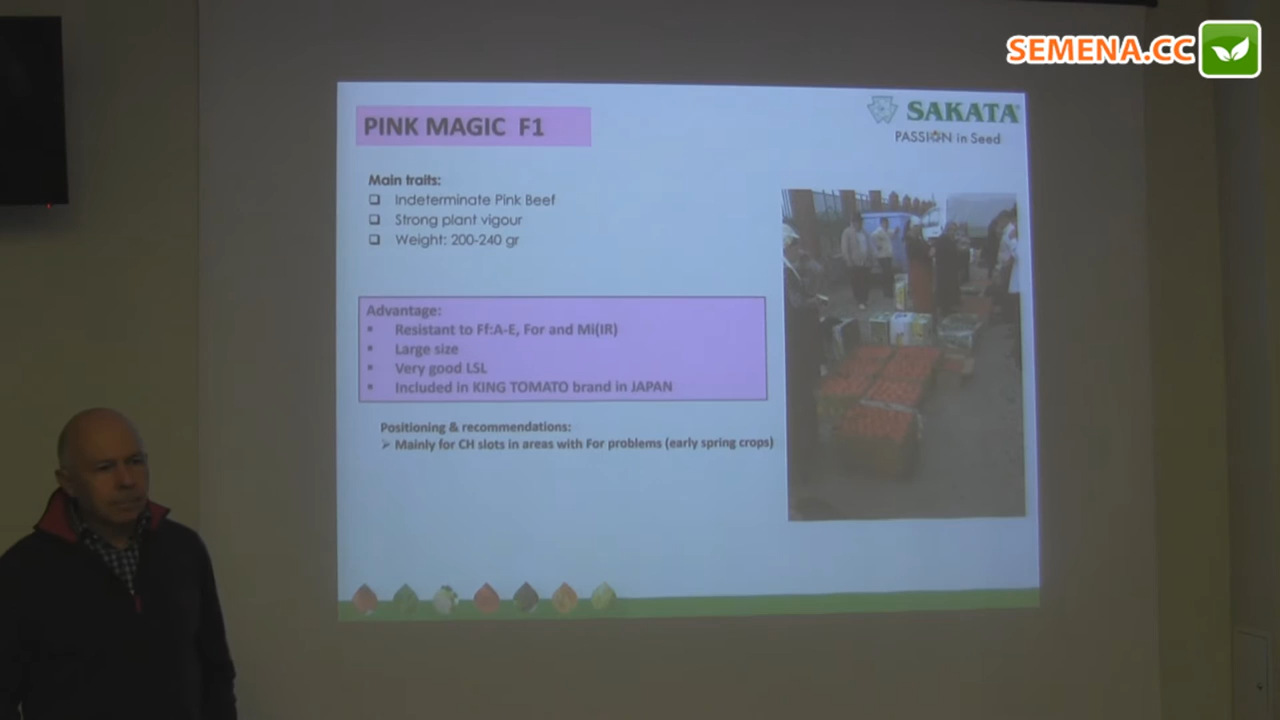 SEMENA.CC
PINK MAGIC F1
SAKATA
PASSION in Seed
Main traits:
Indeterminate Pink Beef
Strong plant vigour
Weight: 200-240 gr
Advantage:
Resistant to Ff:A-E, For and Mi(IR)
Large size
Very good LSL
Included in KING TOMATO brand in JAPAN
Positioning & recommendations:
Mainly for CH slots in areas with For problems (early spring crops)